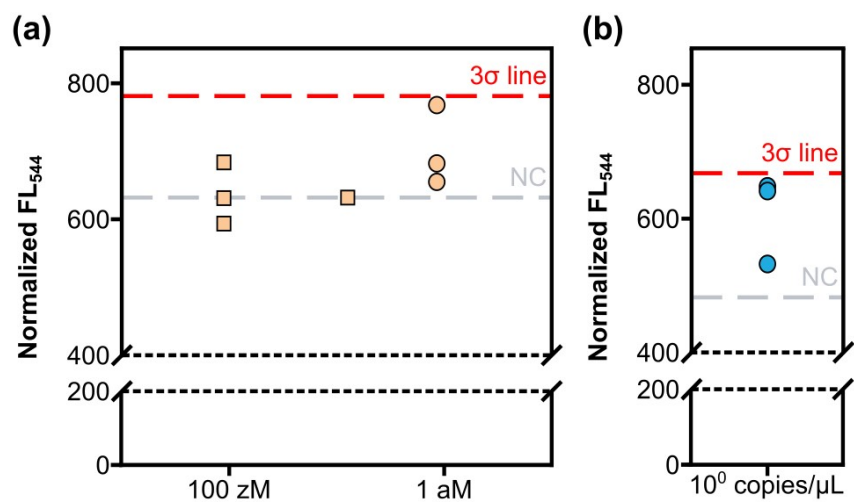 (a)
(b)
Normalized FL₅₄₄
800
600
400
200
0
3σ line
NC
100 zM
1 aM
Normalized FL₅₄₄
800
600
400
200
0
3σ line
NC
10⁰ copies/µL